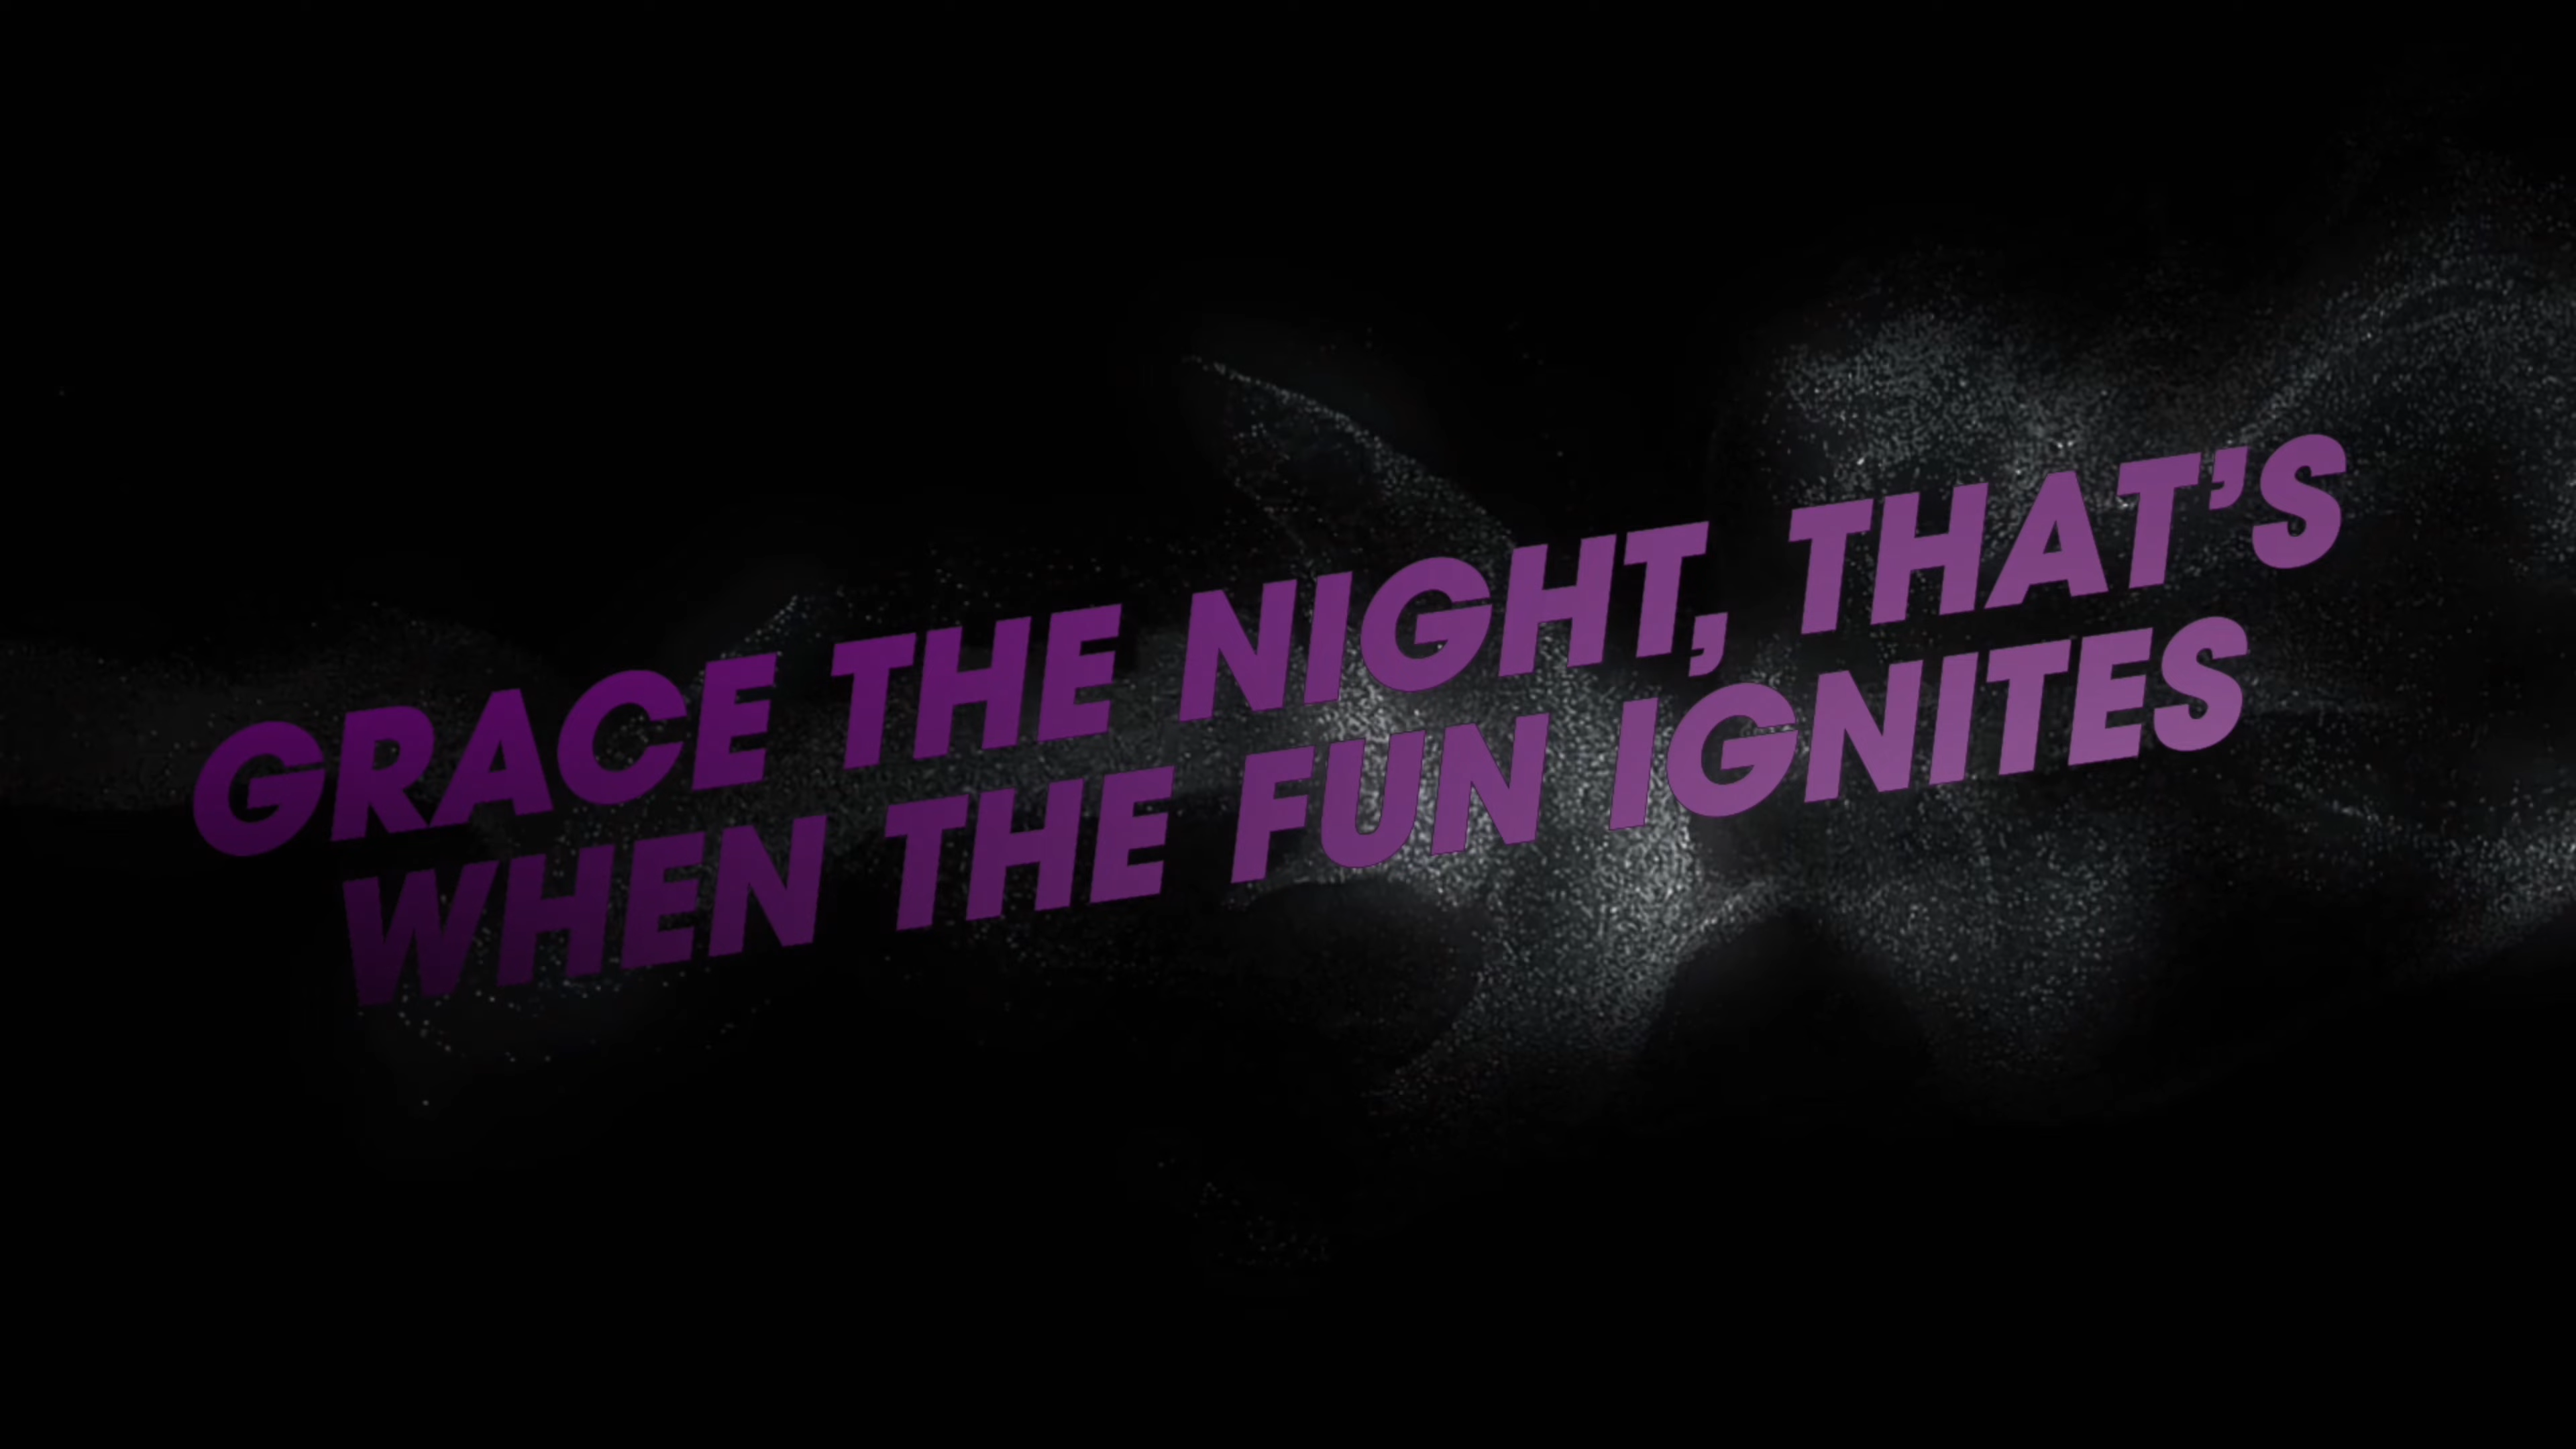 GRACE THE NIGHT, THAT’S
WHEN THE FUN IGNITES